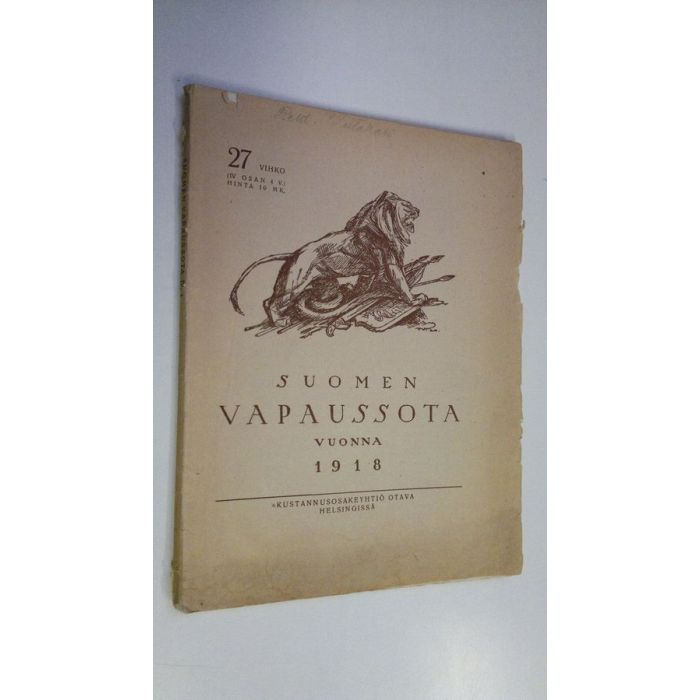 27 VIHKO
(IV OSAN 4 V.)
HINTA 10 MK.
SUOMEN
VAPAUSSOTA
VUONNA
1918
KUSTANNUSOSAKEYHTIÖ OTAVA
HELSINGISSÄ